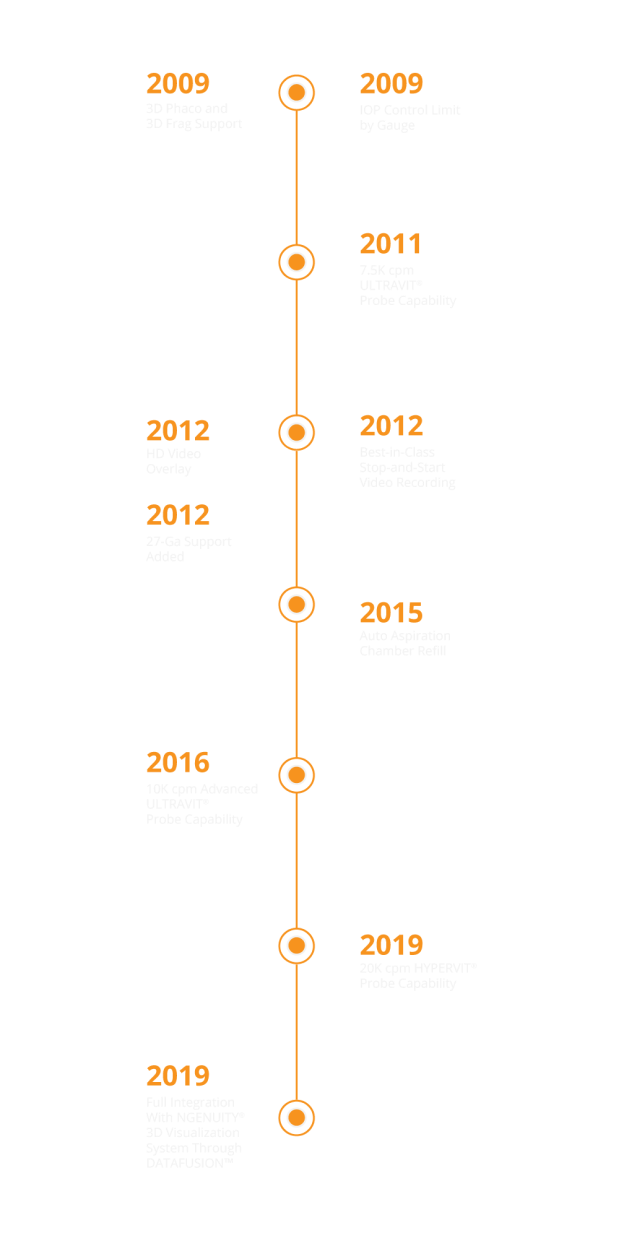 2009
3D Phaco and
3D Frag Support
2009
IOP Control Limit
by Gauge
2011
7.5K cpm
ULTRAVIT®
Probe Capability
2012
HD Video
Overlay
2012
Best-in-Class
Stop-and-Start
Video Recording
2012
27-Ga Support
Added
2015
Auto Aspiration
Chamber Refill
2016
10K cpm Advanced
ULTRAVIT®
Probe Capability
2019
20K cpm HYPERVIT®
Probe Capability
2019
Full Integration
With NGENUITY®
3D Visualization
System Through
DATAFUSION™